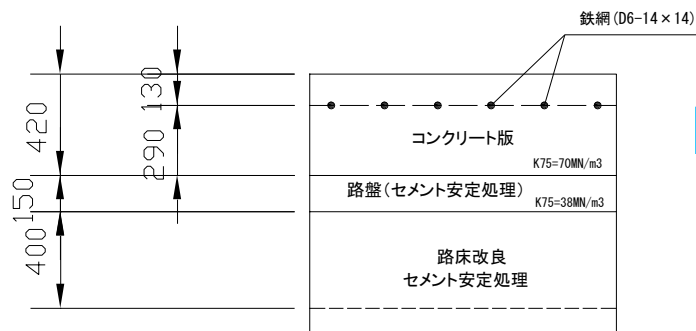 鉄網(D6-14×14)
130
420
290
コンクリート版
K75=70MN/m3
150
路盤(セメント安定処理)
K75=38MN/m3
400
路床改良
セメント安定処理